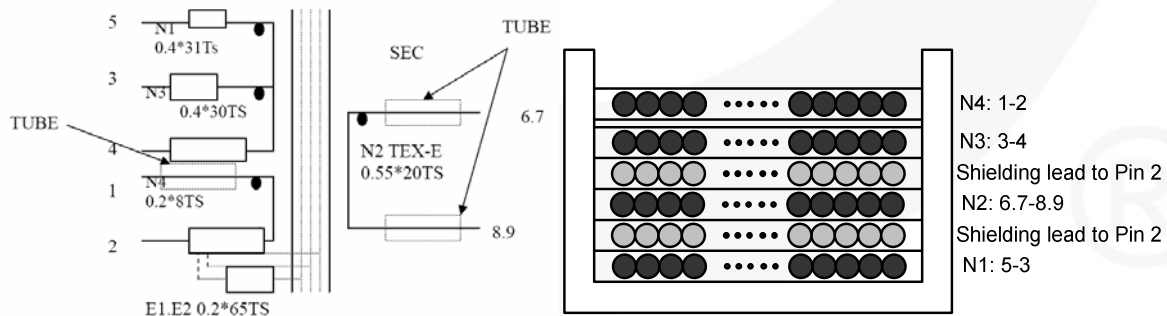 5
N1
0.4*31Ts
3
N3
0.4*30TS
TUBE
4
1
N4
0.2*8TS
2
E1.E2 0.2*65TS
SEC
TUBE
6.7
N2 TEX-E
0.55*20TS
8.9
N4: 1-2
N3: 3-4
Shielding lead to Pin 2
N2: 6.7-8.9
Shielding lead to Pin 2
N1: 5-3
®